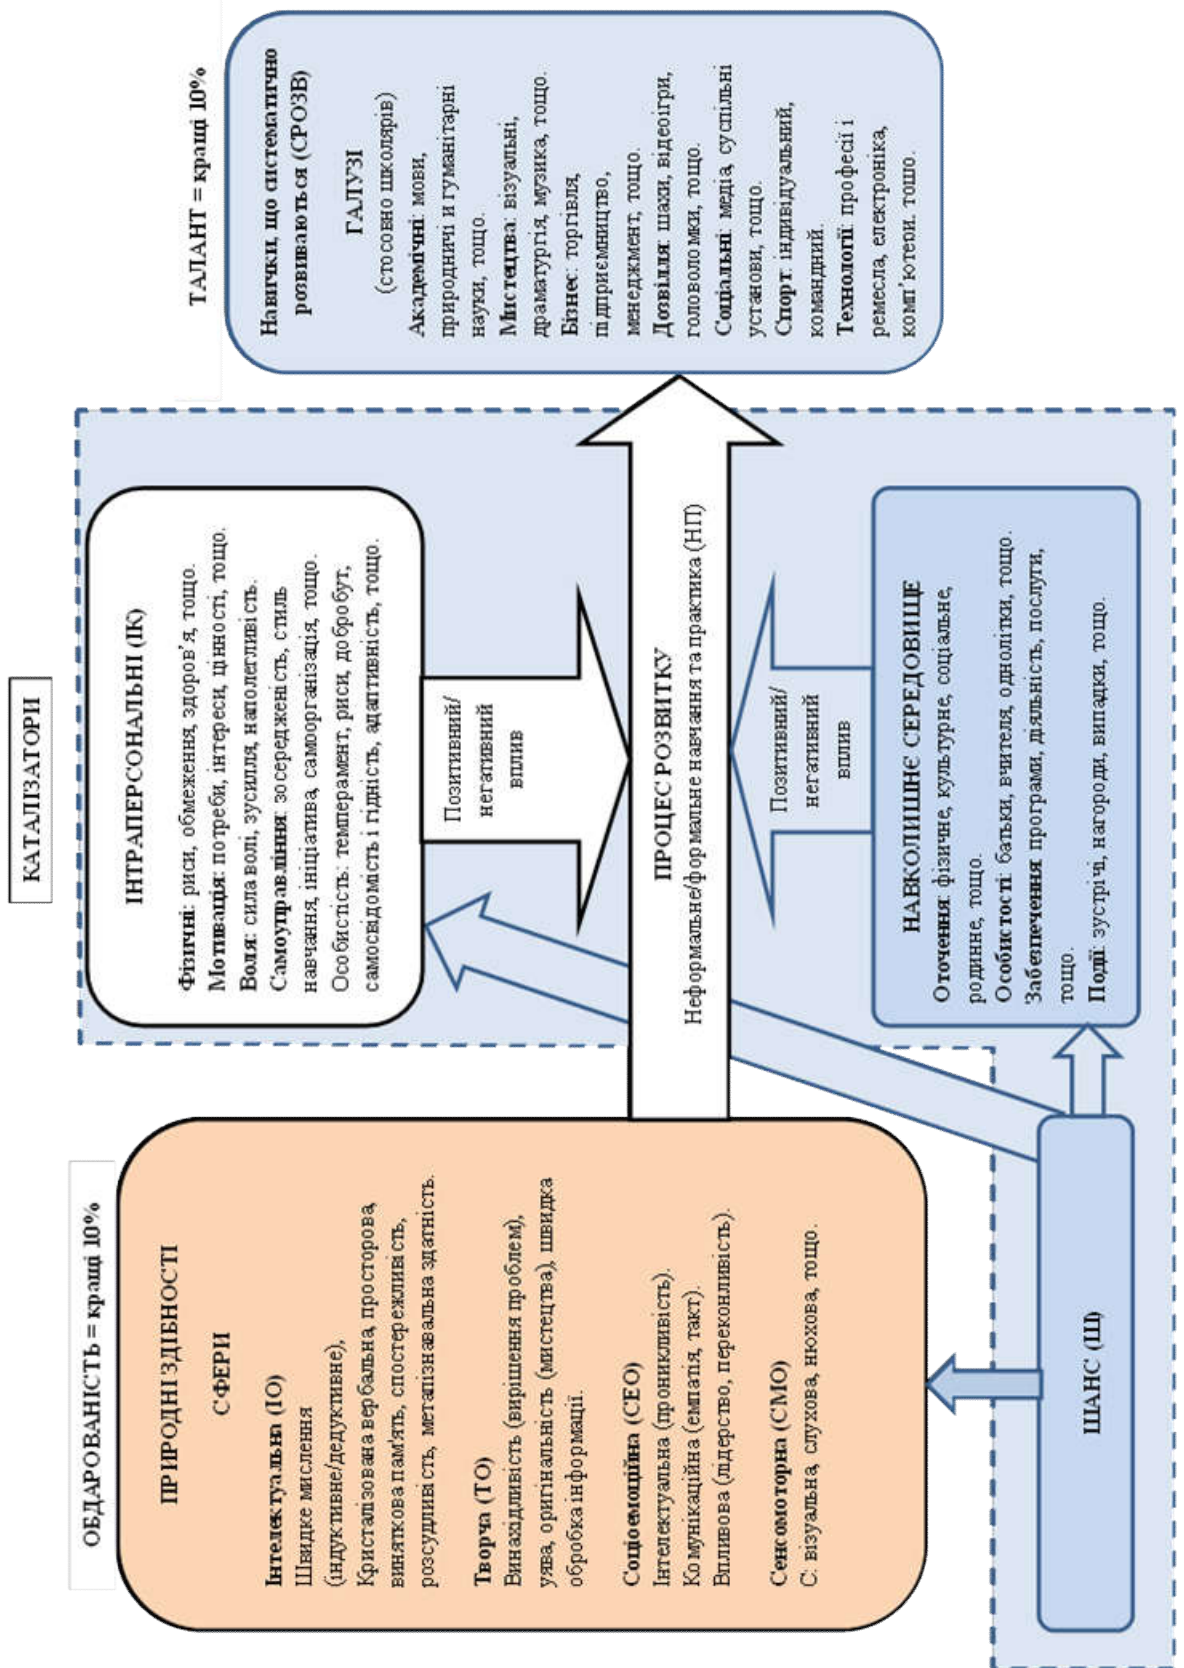 ОБДАРОВАНІСТЬ = кращі 10%
ПРИРОДНІ ЗДІБНОСТІ
СФЕРИ
Інтелектуальна (ІО)
Швидке мислення
(індуктивне/дедуктивне),
Кристалізована вербальна, просторова,
виняткова пам'ять, спостережливість,
розсудливість, метапізнавальна здатність.
Творча (ТО)
Винахідливість (вирішення проблем),
уява, оригінальність (мистецтва), швидка
обробка інформації.
Соціоемоційна (СЕО)
Інтелектуальна (проникливість).
Комунікаційна (емпатія, такт).
Впливова (лідерство, переконливість).
Сенсомоторна (СМО)
С: візуальна, слухова, нюхова, тощо.
КАТАЛІЗАТОРИ
ІНТРАПЕРСОНАЛЬНІ (ІК)
Фізичні: риси, обмеження, здоров'я, тощо.
Мотивація: потреби, інтереси, цінності, тощо.
Воля: сила волі, зусилля, наполегливість.
Самоуправління: зосередженість, стиль
навчання, ініціатива, самоорганізація, тощо.
Особистість: темперамент, риси, добробут,
самосвідомість і гідність, адаптивність, тощо.
Позитивний/
негативний
вплив
ПРОЦЕС РОЗВИТКУ
Неформальне/формальне навчання та практика (НП)
Позитивний/
негативний
вплив
НАВКОЛИШНЄ СЕРЕДОВИЩЕ
Оточення: фізичне, культурне, соціальне,
родинне, тощо.
Особистості: батьки, вчителя, однолітки, тощо.
Забезпечення: програми, діяльність, послуги,
тощо.
Події: зустрічі, нагороди, випадки, тощо.
ШАНС (Ш)
ТАЛАНТ = кращі 10%
Навички, що систематично
розвиваються (СРОЗВ)
ГАЛУЗІ
(стосовно школярів)
Академічні: мови,
природничі и гуманітарні
науки, тощо.
Мистецтва: візуальні,
драматургія, музика, тощо.
Бізнес: торгівля,
підприємництво,
менеджмент, тощо.
Дозвілля: шахи, відеоігри,
головоломки, тощо.
Соціальні: медіа, суспільні
установи, тощо.
Спорт: індивідуальний,
командний.
Технології: професії і
ремесла, електроніка,
комп'ютери, тощо.